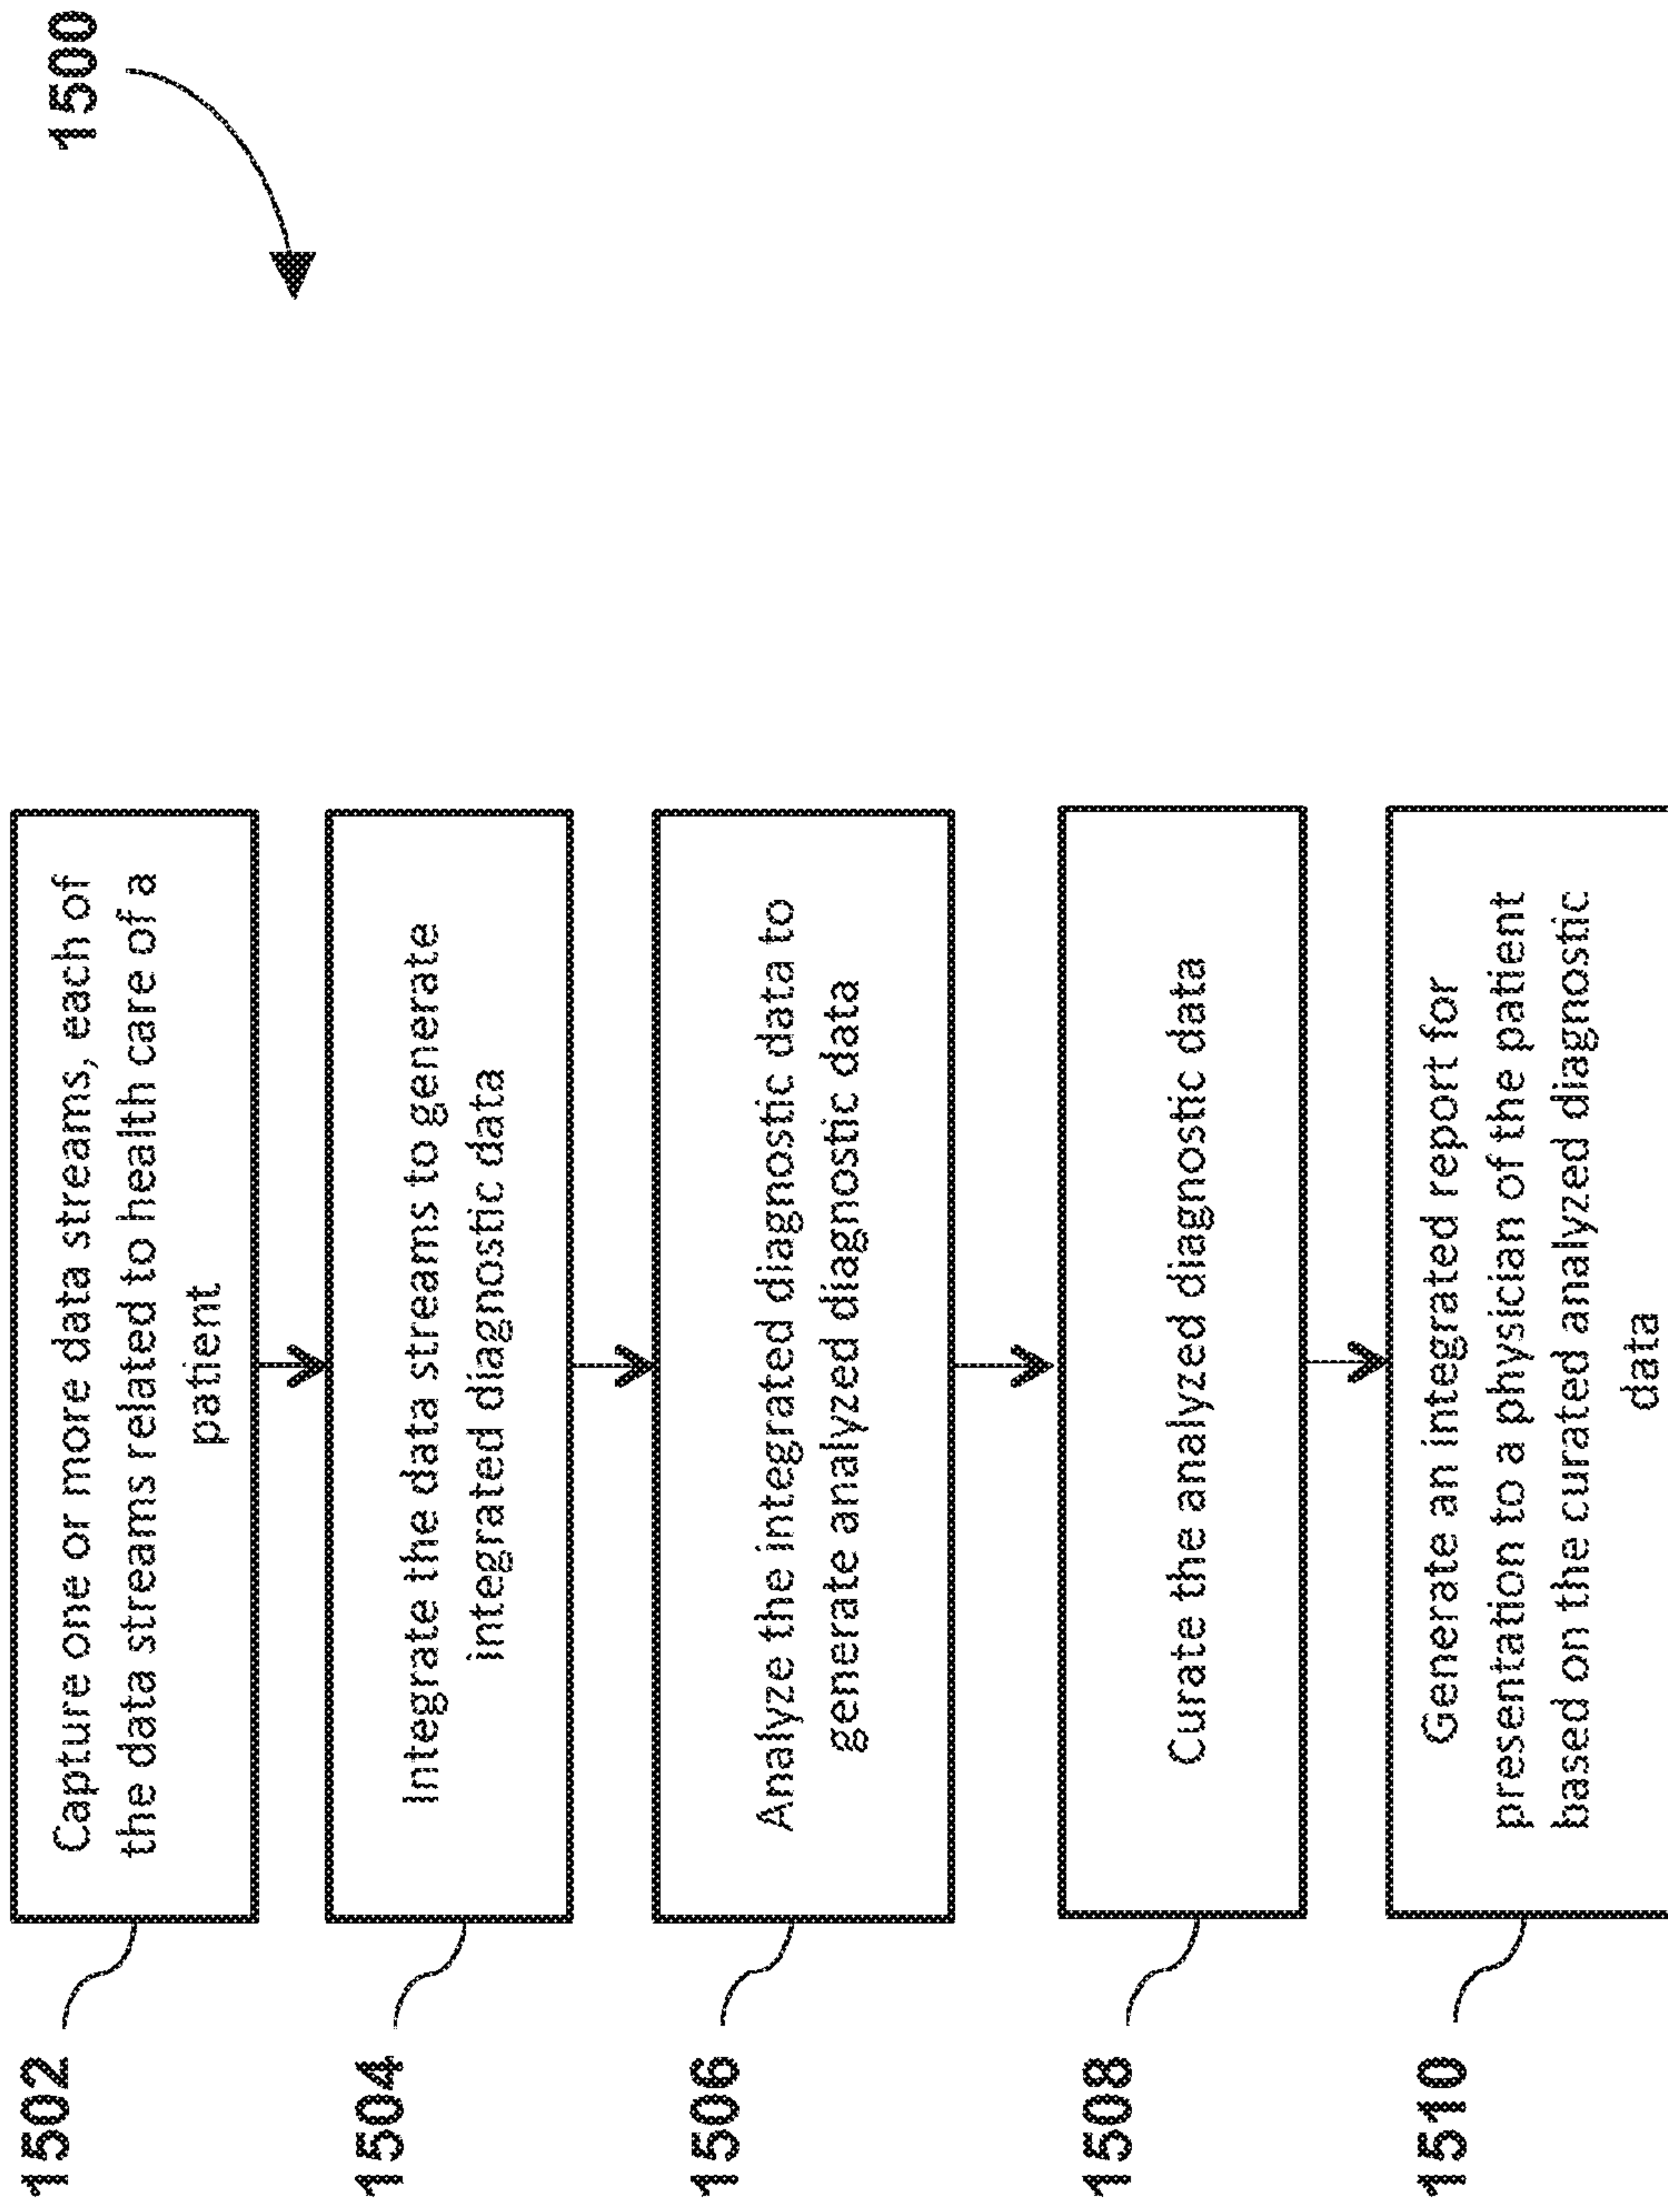 1500
1502
Capture one or more data streams, each of
the data streams related to health care of a
patient
1504
Integrate the data streams to generate
integrated diagnostic data
1506
Analyze the integrated diagnostic data to
generate analyzed diagnostic data
1508
Curate the analyzed diagnostic data
1510
Generate an integrated report for
presentation to a physician of the patient
based on the curated analyzed diagnostic
data